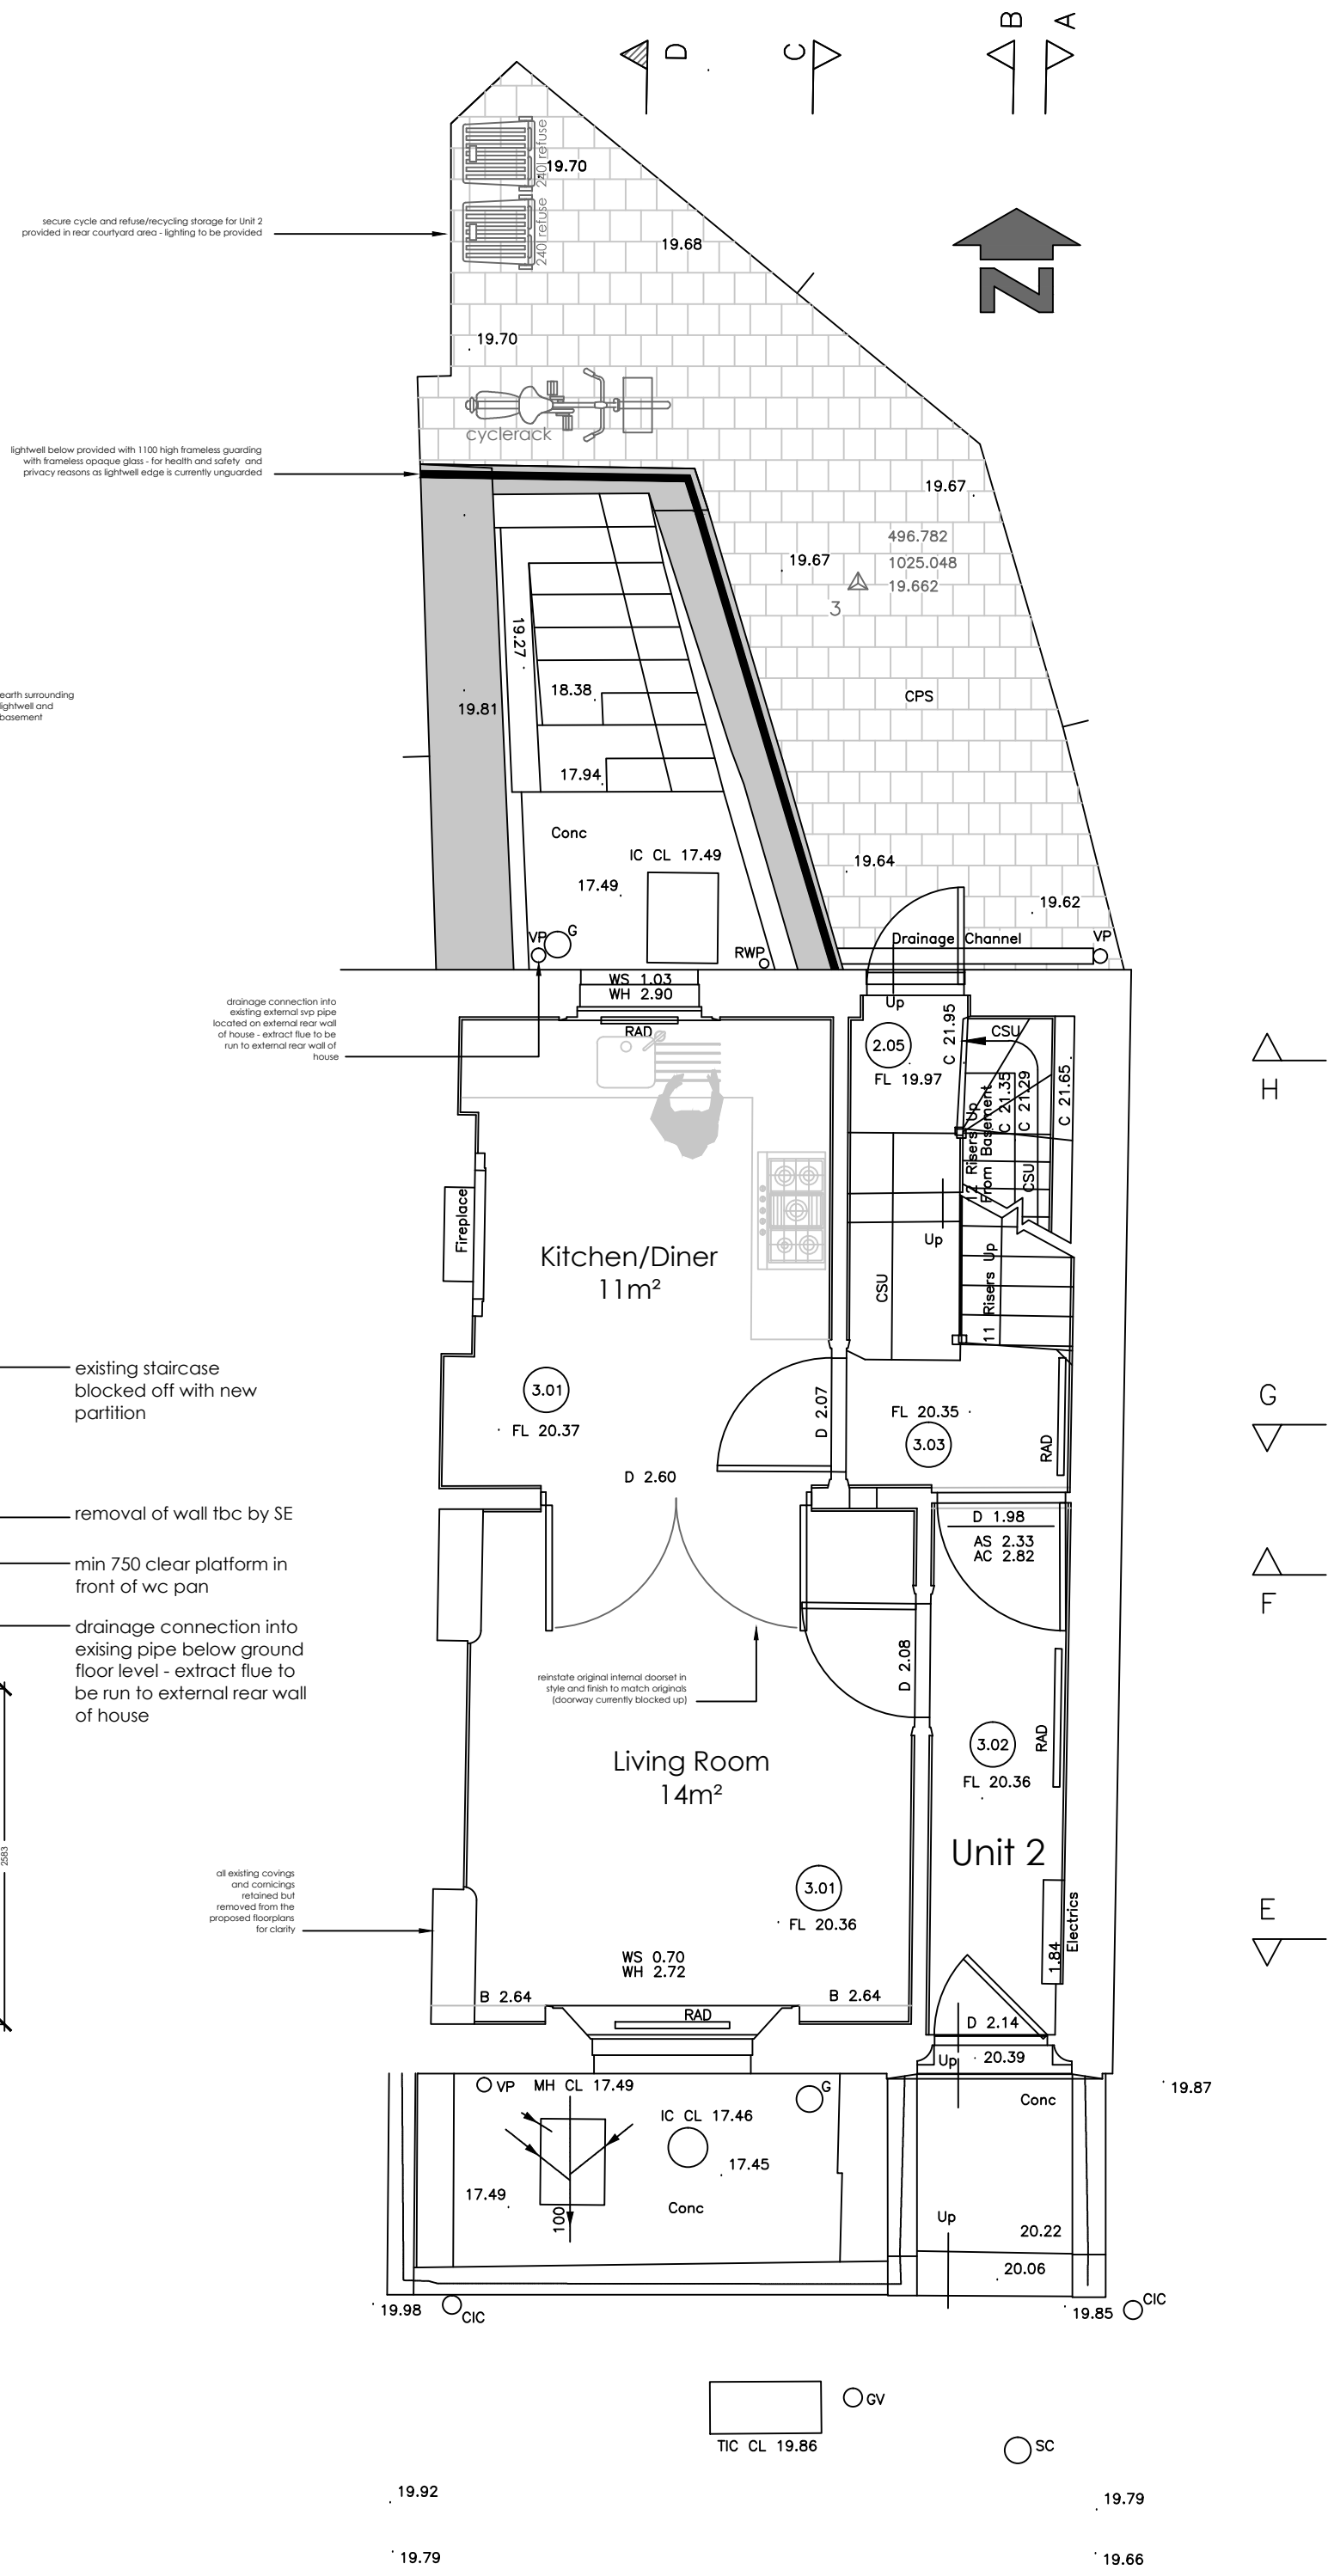 B
A
D
C
240l refuse
19.70
secure cycle and refuse/recycling storage for Unit 2
provided in rear courtyard area - lighting to be provided
240l refuse
19.68
N
19.70
cyclerack
lightwell below provided with 1100 high frameless guarding
with frameless opaque glass - for health and safety and
privacy reasons as lightwell edge is currently unguarded
19.67
496.782
19.67
1025.048
19.662
3
19.27
18.38
earth surrounding
lightwell and
basement
19.81
CPS
17.94
Conc
IC CL 17.49
17.49
19.64
19.62
VP
G
RWP
Drainage Channel
VP
WS 1.03
WH 2.90
RAD
drainage connection into
existing external svp pipe
located on external rear wall
of house - extract flue to be
run to external rear wall of
house
Up
2.05
FL 19.97
C 21.95
CSU
C 21.35
C 21.29
C 21.65
12 Risers Up
From Basement
CSU
H
Fireplace
Kitchen/Diner
11m²
Up
CSU
11 Risers Up
existing staircase
blocked off with new
partition
3.01
FL 20.37
D 2.07
FL 20.35
3.03
RAD
G
D 2.60
removal of wall tbc by SE
D 1.98
AS 2.33
AC 2.82
min 750 clear platform in
front of wc pan
F
drainage connection into
exising pipe below ground
floor level - extract flue to
be run to external rear wall
of house
reinstate original internal doorset in
style and finish to match originals
(doorway currently blocked up)
D 2.08
3.02
FL 20.36
RAD
Living Room
14m²
2583
Unit 2
all existing covings
and cornicings
retained but
removed from the
proposed floorplans
for clarity
3.01
FL 20.36
Electrics
1.84
E
WS 0.70
WH 2.72
B 2.64
B 2.64
RAD
D 2.14
Up
20.39
VP
MH CL 17.49
G
Conc
19.87
IC CL 17.46
17.45
17.49
100
Conc
Up
20.22
20.06
19.98
CIC
19.85
CIC
GV
TIC CL 19.86
SC
19.92
19.79
19.79
19.66